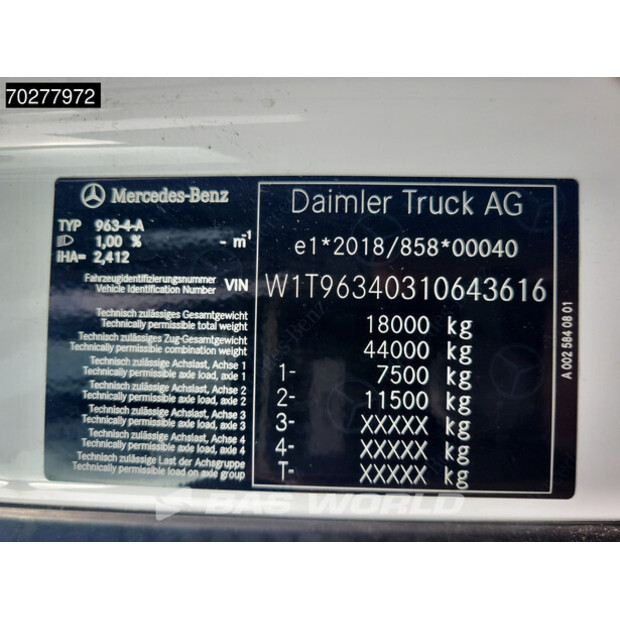 70277972
Mercedes-Benz
TYP 963-4-A
1,00 % - m⁻¹
iHA= 2,412
Fahrzeugidentifizierungsnummer
Vehicle Identification Number VIN
Technisch zulässiges Gesamtgewicht
Technically permissible total weight
Technisch zulässiges Zug-Gesamtgewicht
Technically permissible combination weight
Technisch zulässige Achslast, Achse 1
Technically permissible axle load, axle 1
Technisch zulässige Achslast, Achse 2
Technically permissible axle load, axle 2
Technisch zulässige Achslast, Achse 3
Technically permissible axle load, axle 3
Technisch zulässige Achslast, Achse 4
Technically permissible axle load, axle 4
Technisch zulässige Last der Achsgruppe
Technically permissible load on axle group
Daimler Truck AG
e1*2018/858*00040
W1T96340310643616
18000 kg
44000 kg
1- 7500 kg
2- 11500 kg
3- XXXXX kg
4- XXXXX kg
T- XXXXX kg
A 002 584 08 01
BAS WORLD